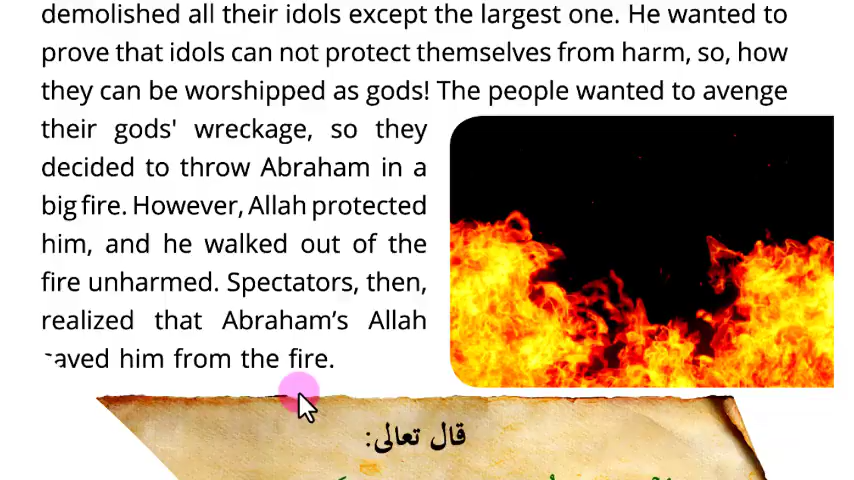 demolished all their idols except the largest one. He wanted to
prove that idols can not protect themselves from harm, so, how
they can be worshipped as gods! The people wanted to avenge
their gods' wreckage, so they
decided to throw Abraham in a
big fire. However, Allah protected
him, and he walked out of the
fire unharmed. Spectators, then,
realized that Abraham’s Allah
saved him from the fire.
قال تعالى: